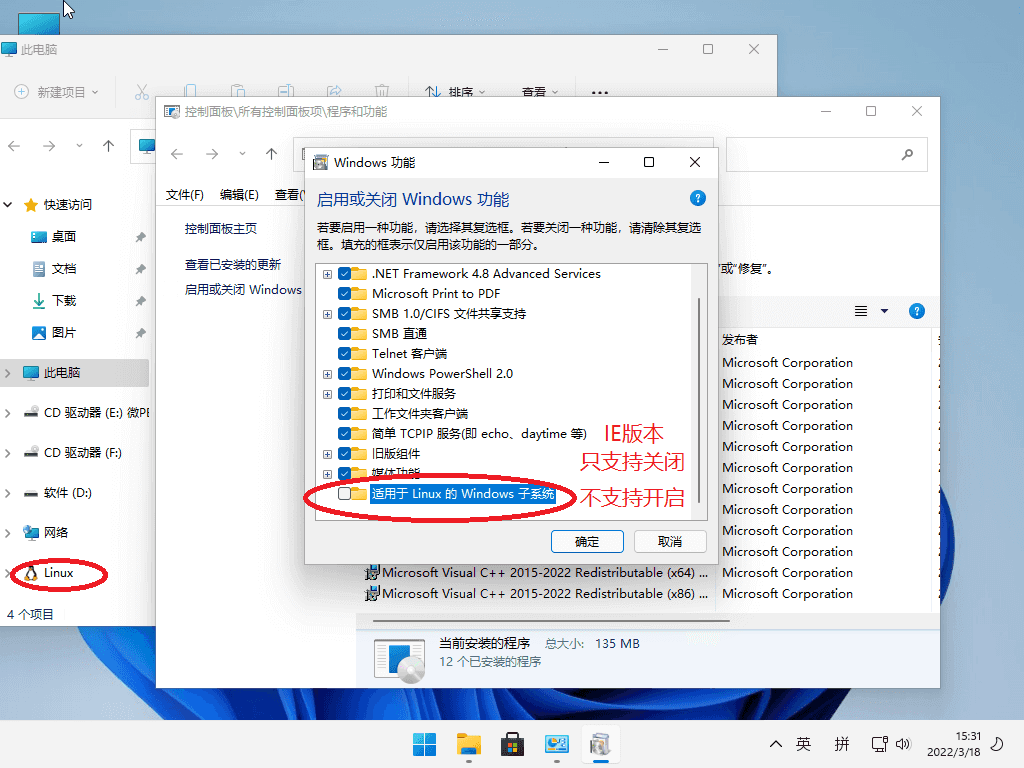 此电脑
新建项目
排序
查看
控制面板\所有控制面板项\程序和功能
文件(F) 编辑(E) 查看(
控制面板主页
查看已安装的更新
启用或关闭 Windows
快速访问
桌面
文档
下载
图片
此电脑
CD 驱动器 (E:) 微PE
CD 驱动器 (F:)
软件 (D:)
网络
Linux
4 个项目
Windows 功能
启用或关闭 Windows 功能
若要启用一种功能，请选择其复选框。若要关闭一种功能，请清除其复选
框。填充的框表示仅启用该功能的一部分。
.NET Framework 4.8 Advanced Services
Microsoft Print to PDF
SMB 1.0/CIFS 文件共享支持
SMB 直通
Telnet 客户端
Windows PowerShell 2.0
打印和文件服务
工作文件夹客户端
简单 TCPIP 服务(即 echo、daytime 等)
旧版组件
媒体功能
适用于 Linux 的 Windows 子系统
IE版本
只支持关闭
不支持开启
确定
取消
或"修复"。
发布者
Microsoft Corporation
Microsoft Corporation
Microsoft Corporation
Microsoft Corporation
Microsoft Corporation
Microsoft Corporation
Microsoft Corporation
Microsoft Corporation
Microsoft Corporation
Microsoft Corporation
Microsoft Visual C++ 2015-2022 Redistributable (x64) ... Microsoft Corporation
Microsoft Visual C++ 2015-2022 Redistributable (x86) ... Microsoft Corporation
当前安装的程序 总大小: 135 MB
12 个已安装的程序
英
拼
15:31
2022/3/18